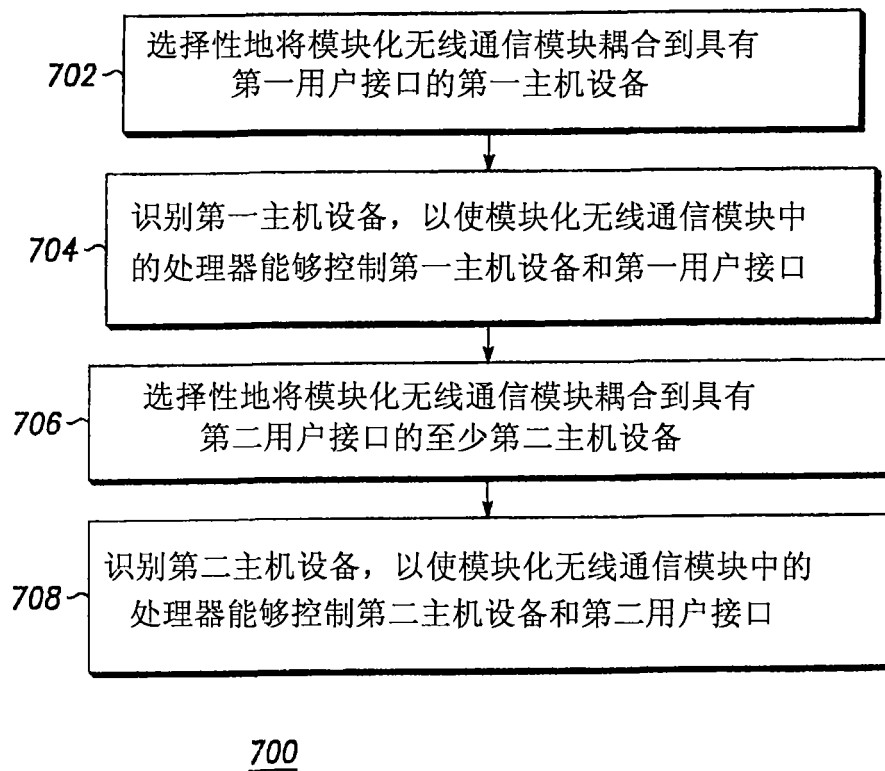 702
选择性地将模块化无线通信模块耦合到具有
第一用户接口的第一主机设备
704
识别第一主机设备，以使模块化无线通信模块中
的处理器能够控制第一主机设备和第一用户接口
706
选择性地将模块化无线通信模块耦合到具有
第二用户接口的至少第二主机设备
708
识别第二主机设备，以使模块化无线通信模块中的
处理器能够控制第二主机设备和第二用户接口
700